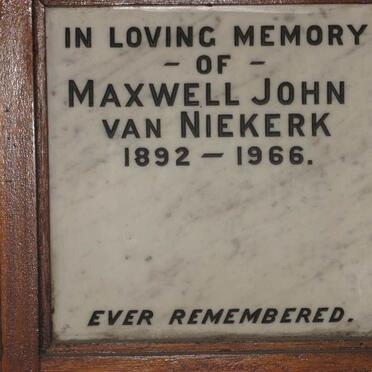 IN LOVING MEMORY
– OF –
MAXWELL JOHN
VAN NIEKERK
1892 – 1966.
EVER REMEMBERED.